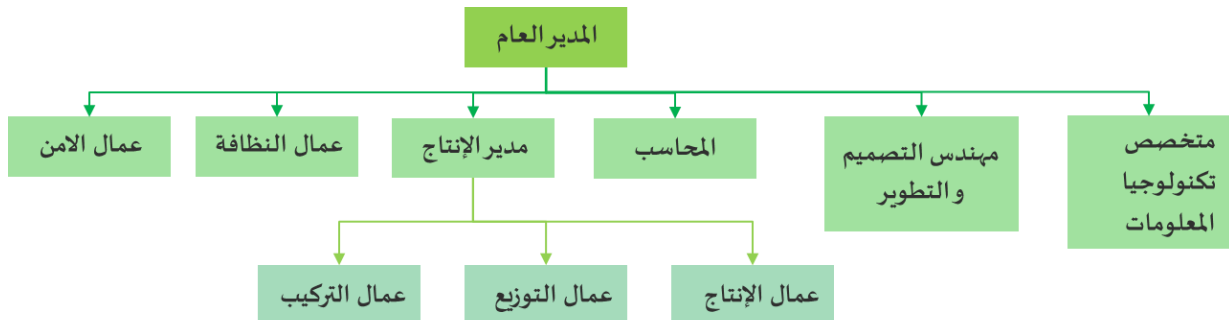 المدير العام
متخصص
تكنولوجيا
المعلومات
مهندس التصميم
والتطوير
المحاسب
مدير الإنتاج
عمال النظافة
عمال الامن
عمال الإنتاج
عمال التوزيع
عمال التركيب